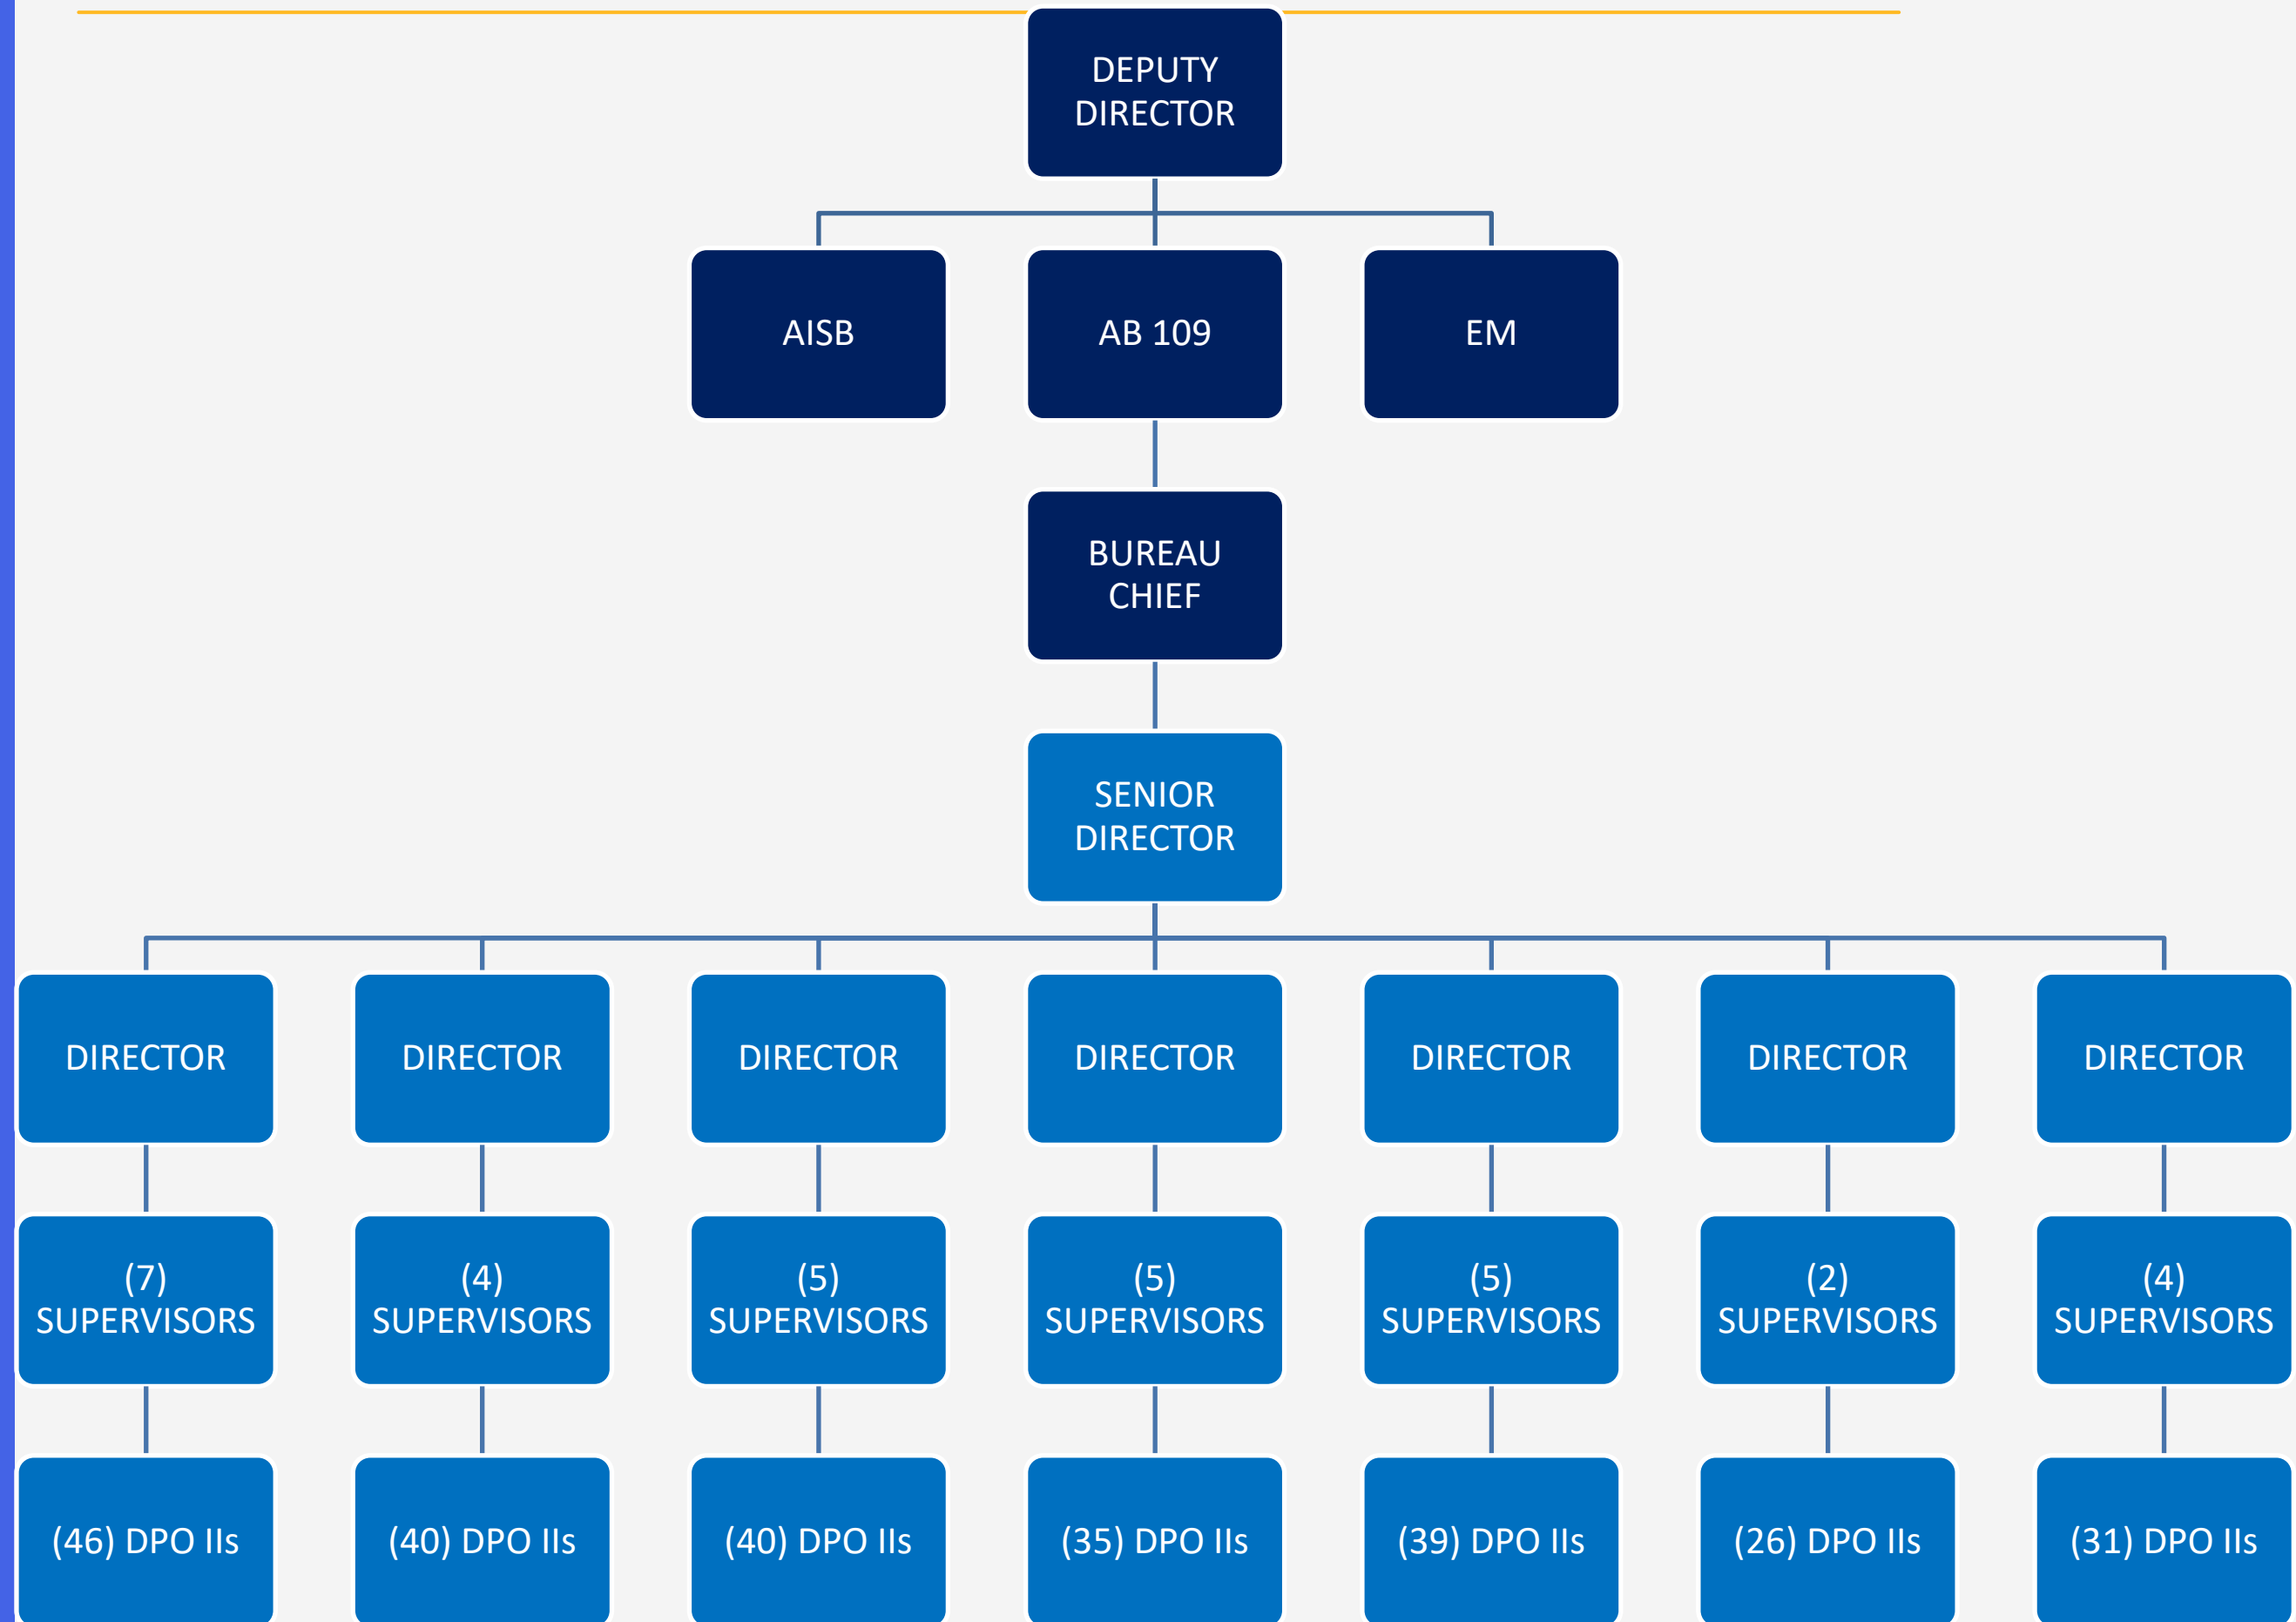 DEPUTY
DIRECTOR
AISB
AB 109
EM
BUREAU
CHIEF
SENIOR
DIRECTOR
DIRECTOR
DIRECTOR
DIRECTOR
DIRECTOR
DIRECTOR
DIRECTOR
DIRECTOR
(7)
SUPERVISORS
(4)
SUPERVISORS
(5)
SUPERVISORS
(5)
SUPERVISORS
(5)
SUPERVISORS
(2)
SUPERVISORS
(4)
SUPERVISORS
(46) DPO IIs
(40) DPO IIs
(40) DPO IIs
(35) DPO IIs
(39) DPO IIs
(26) DPO IIs
(31) DPO IIs